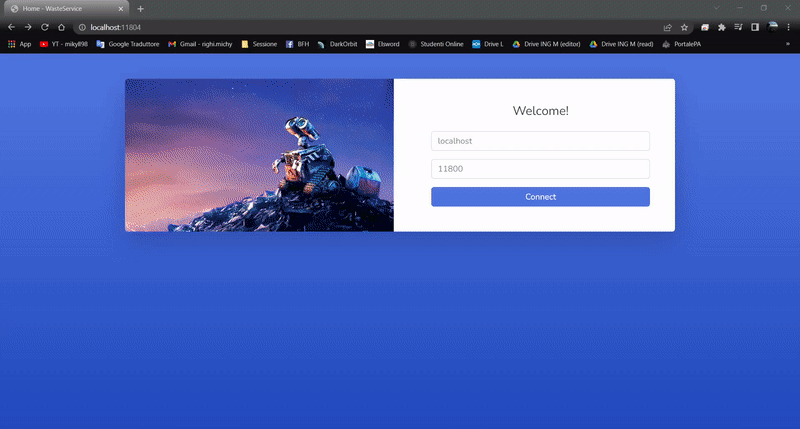 Home - WasteService
localhost:11804
App
YT - mikyll98
Google Traduttore
Gmail - righi.michy
Sessione
BFH
DarkOrbit
Elsword
Studenti Online
Drive L
Drive ING M (editor)
Drive ING M (read)
PortalePA
»
Welcome!
localhost
11800
Connect